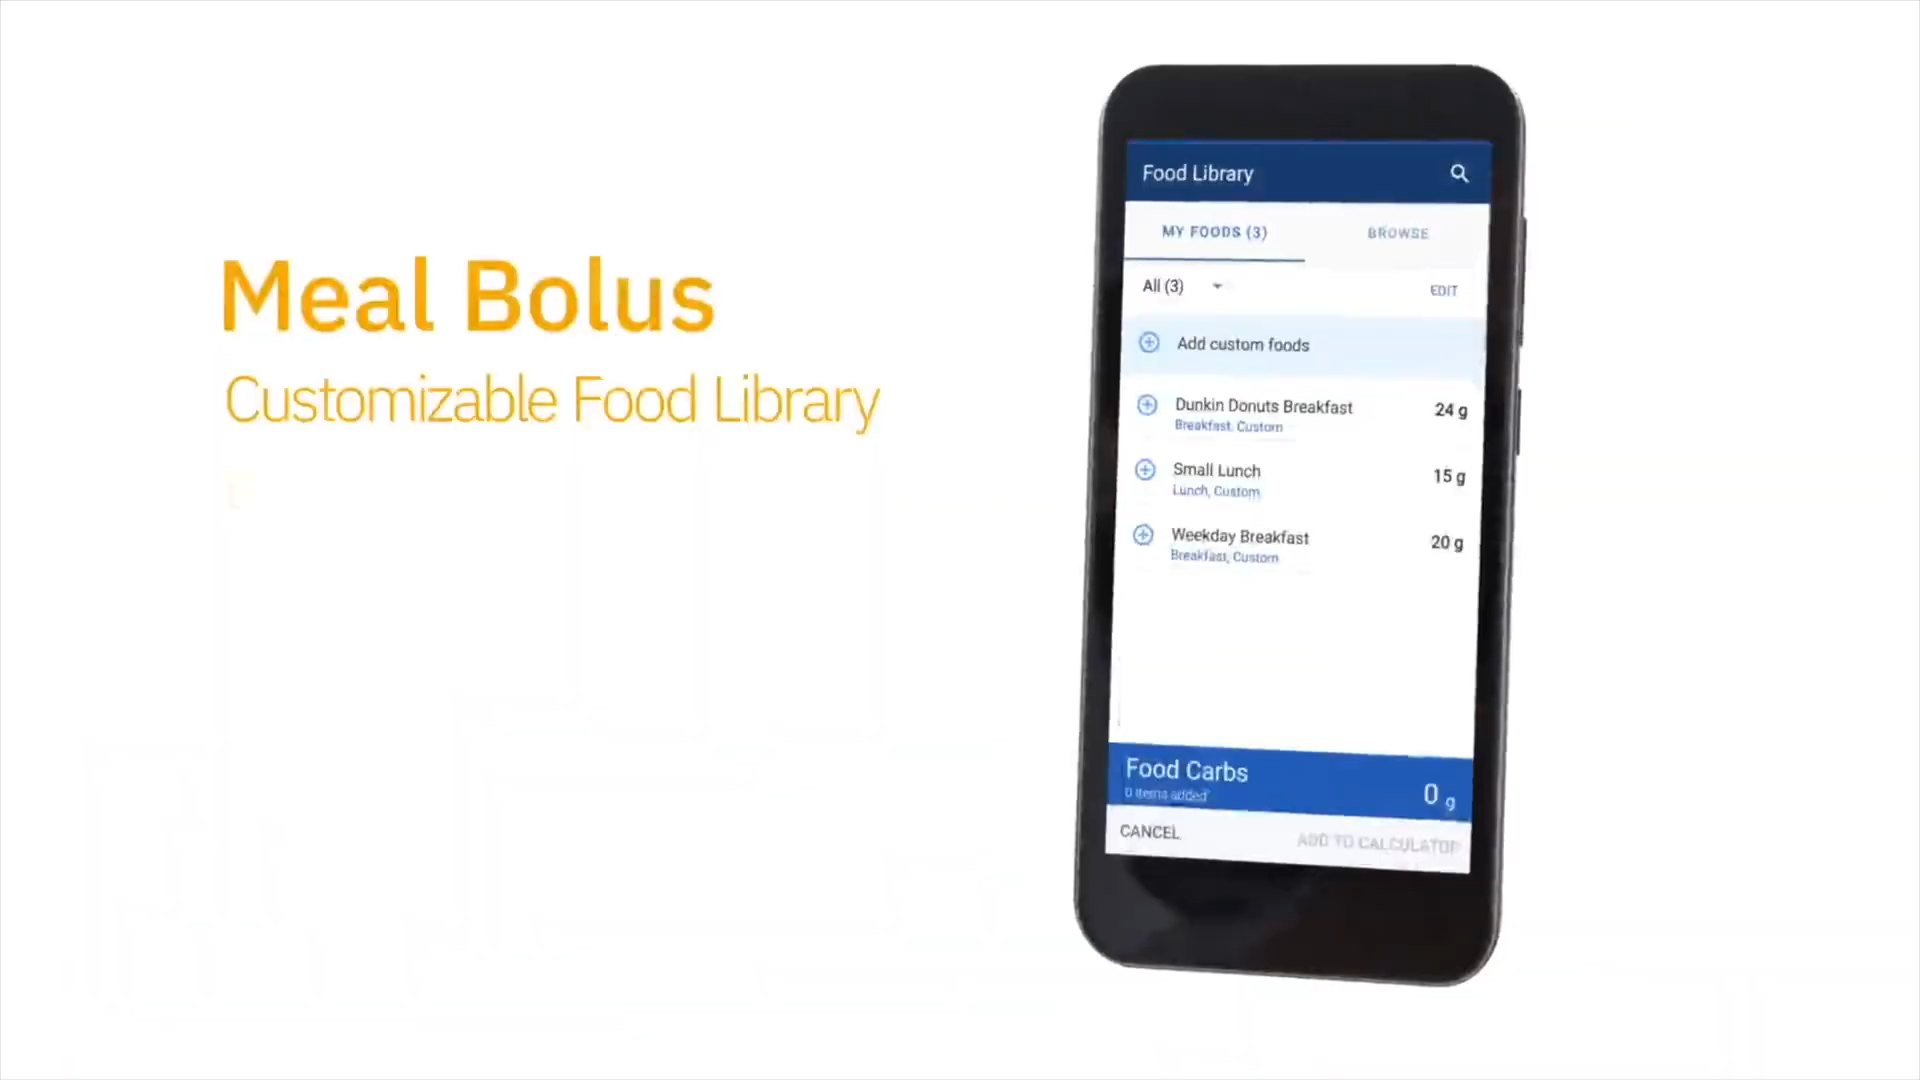 Meal Bolus
Customizable Food Library
Food Library
MY FOODS (3)
BROWSE
All (3)
EDIT
Add custom foods
Dunkin Donuts Breakfast
24 g
Breakfast, Custom
Small Lunch
15 g
Lunch, Custom
Weekday Breakfast
20 g
Breakfast, Custom
Food Carbs
0 items added
0 g
CANCEL
ADD TO CALCULATOR